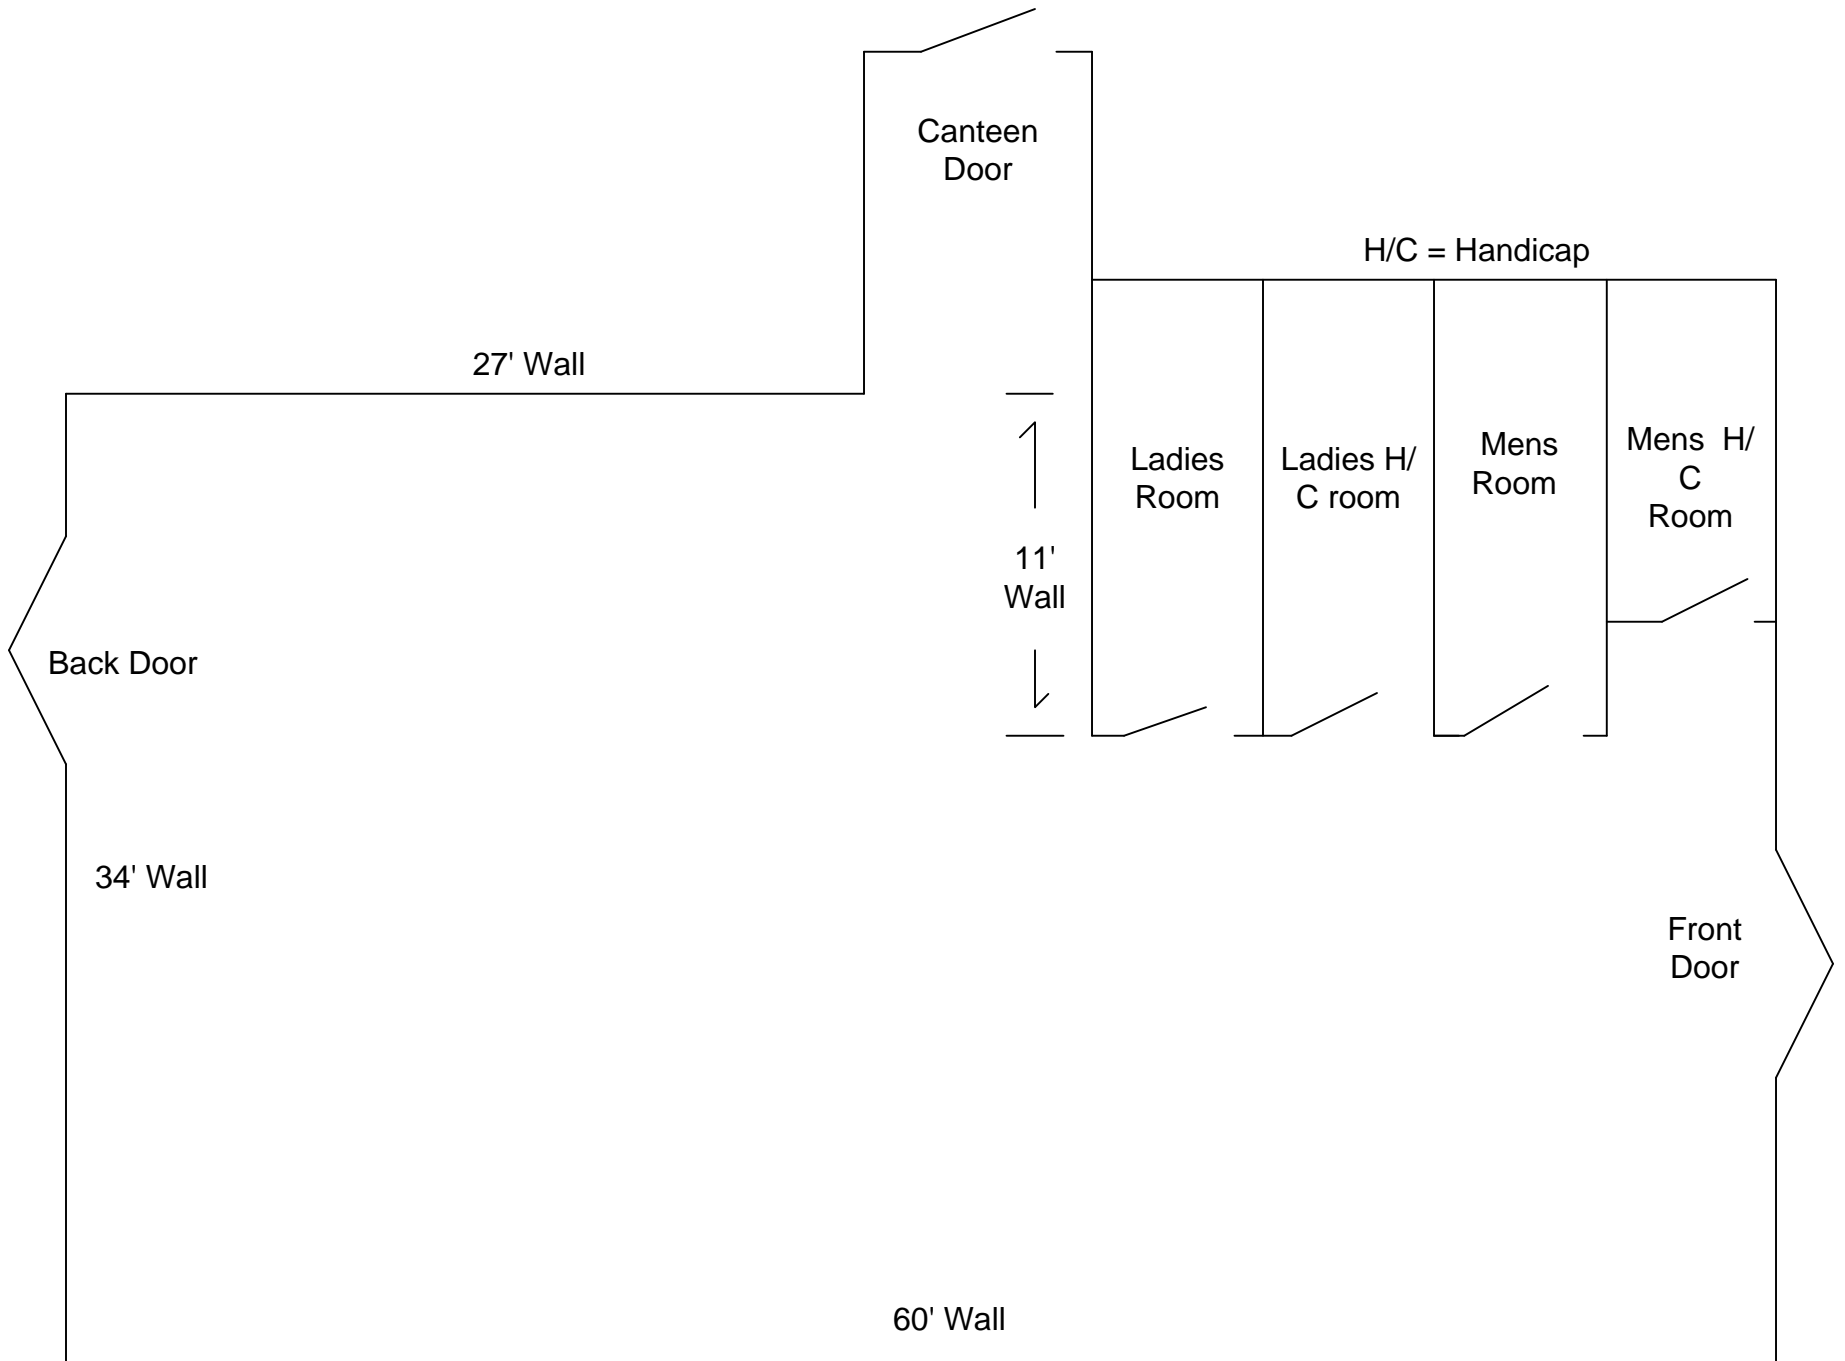 Canteen
Door
H/C = Handicap
27' Wall
Ladies
Room
Ladies H/
C room
Mens
Room
Mens  H/
C
Room
11'
Wall
Back Door
34' Wall
Front
Door
60' Wall